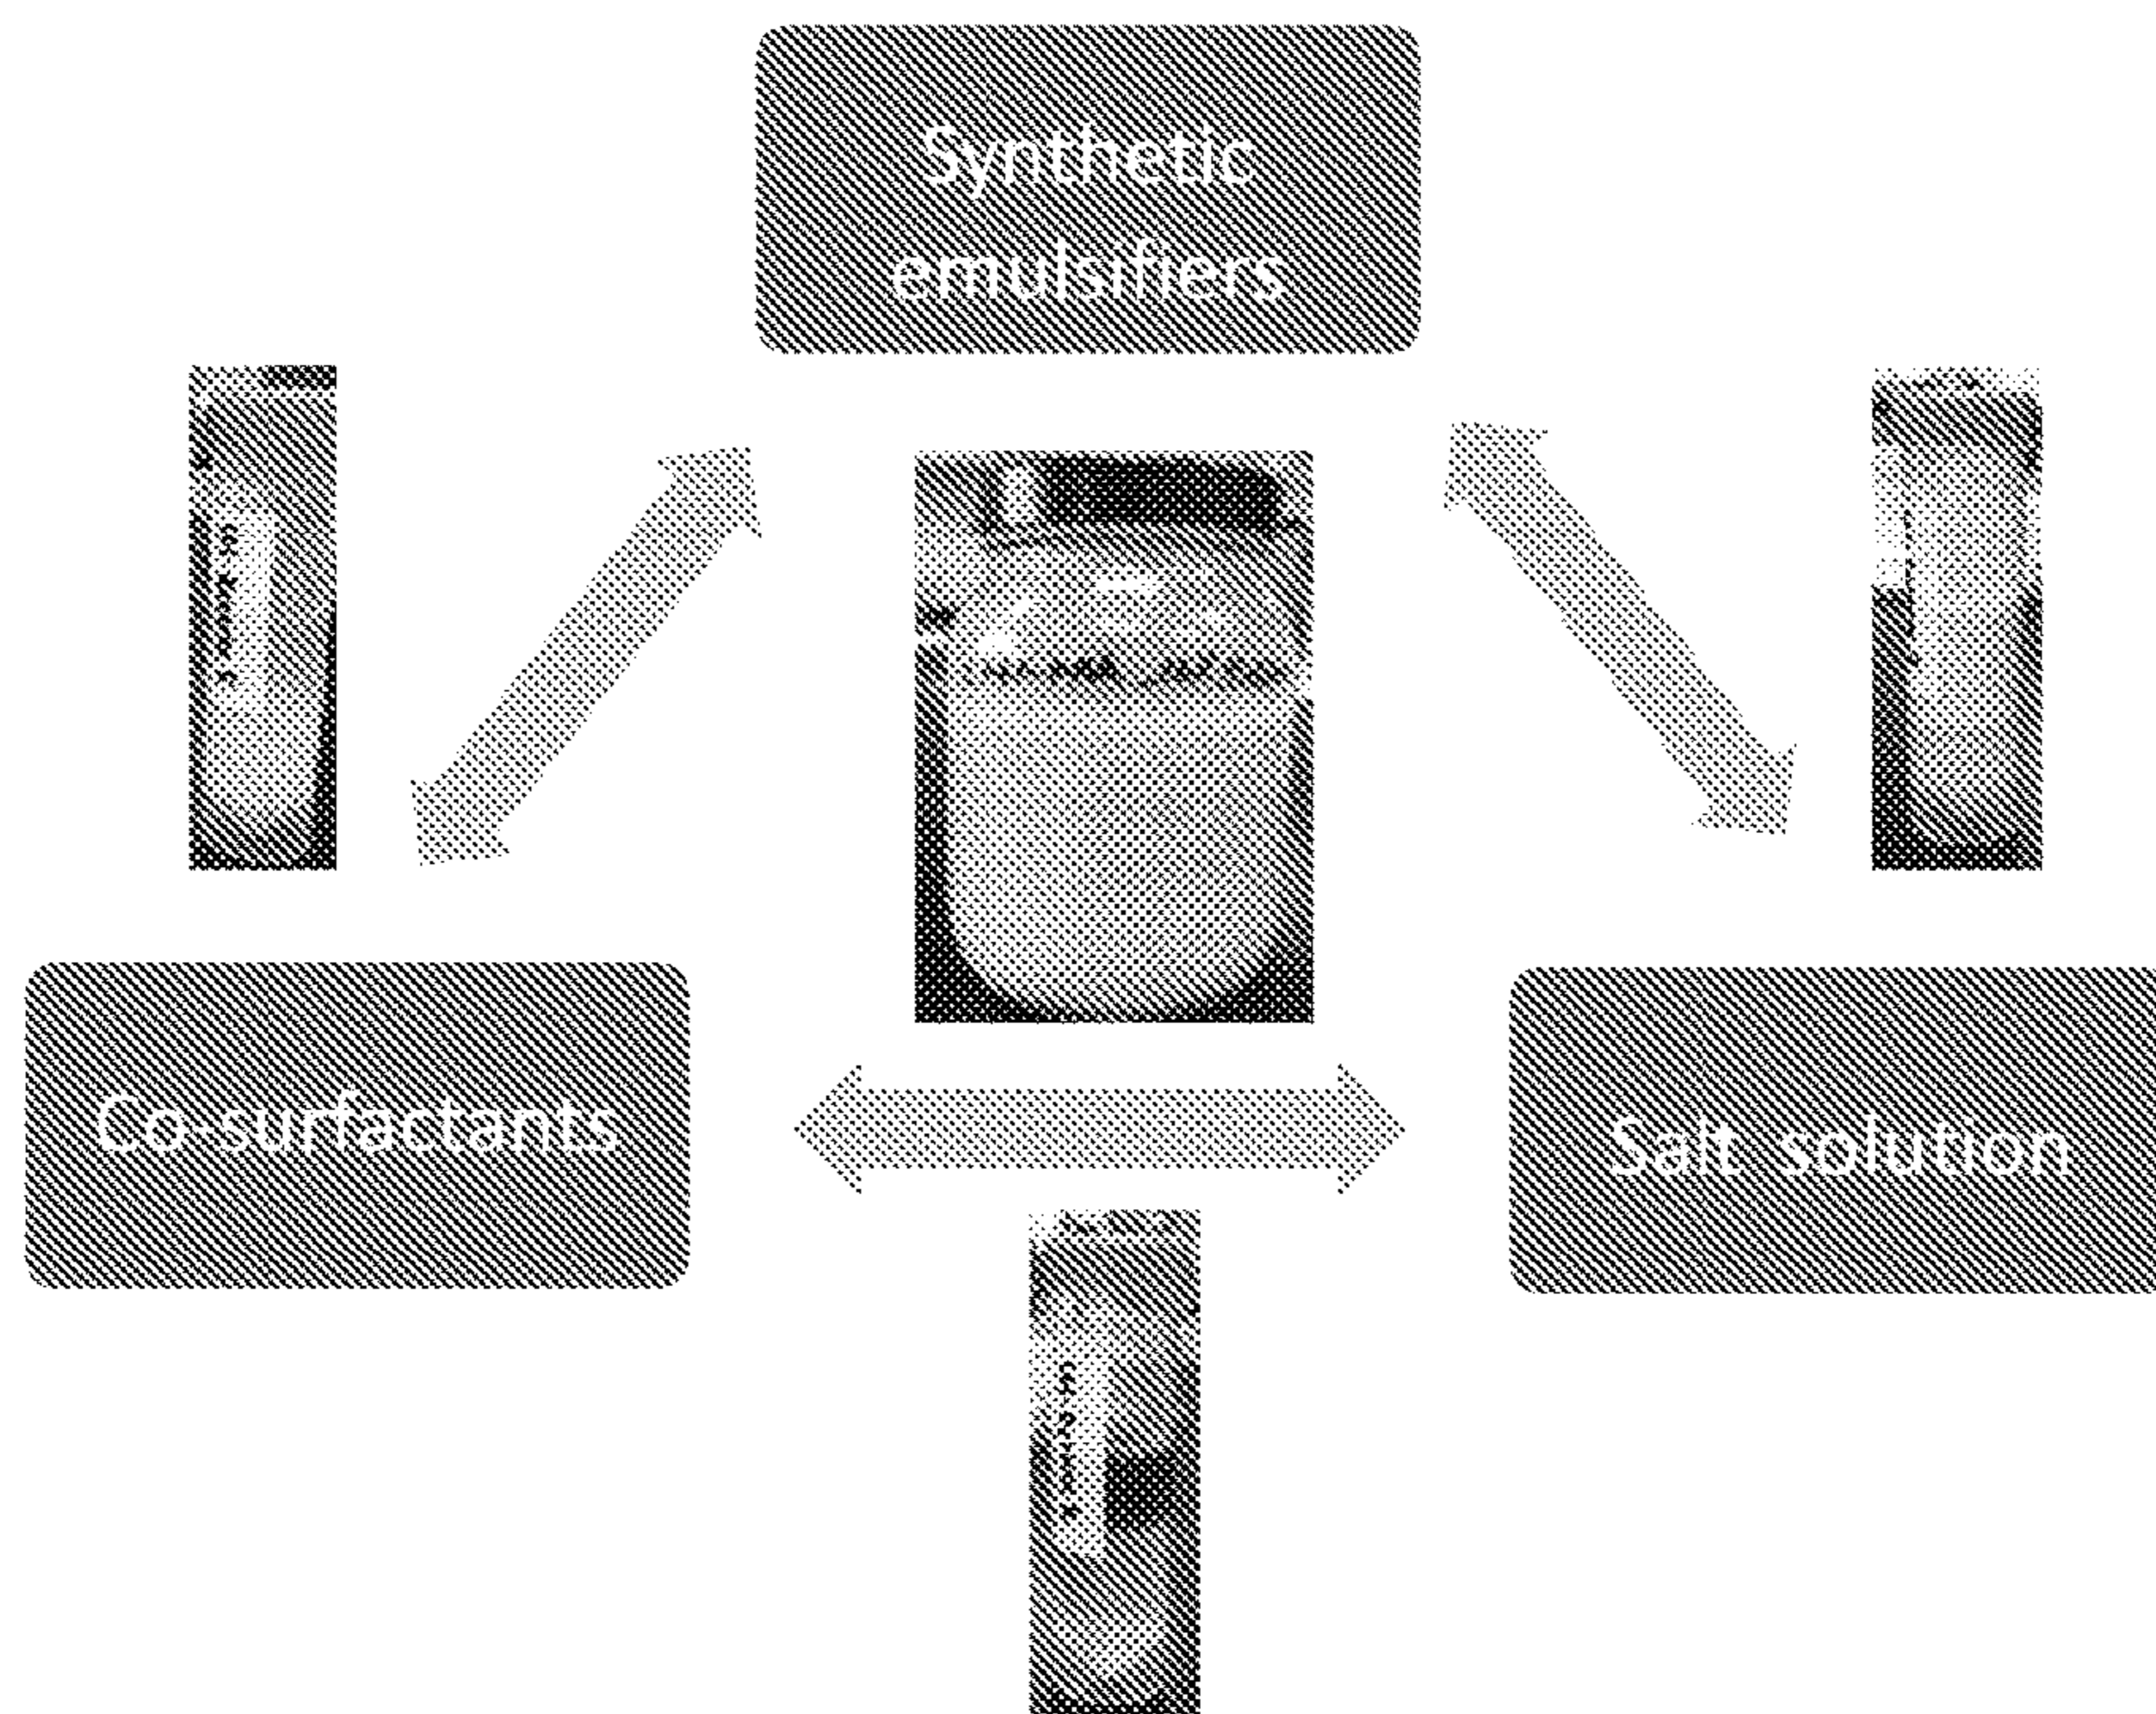 Synthetic
emulsifiers
Co-surfactants
Salt solution